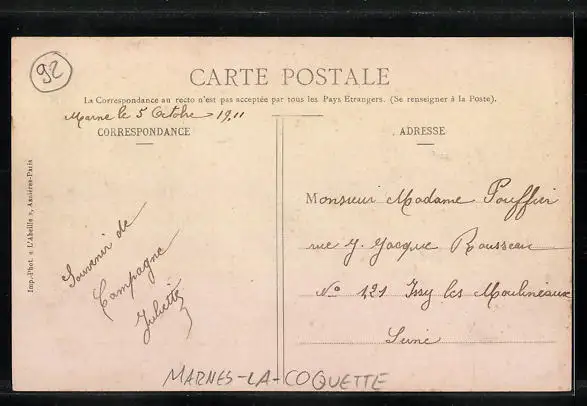 92
CARTE POSTALE
La Correspondance au recto n'est pas acceptée par tous les Pays Etrangers. (Se renseigner à la Poste).
Marne le 5 Octobre 1911
CORRESPONDANCE
ADRESSE
Souvenir de
Campagne
Juliette
Monsieur Madame Pouffier
rue J. Jacque Rousseau
No 121 Issy les Moulineaux
Seine
Imp.-Phot. « L'Abeille », Asnières-Paris
MARNES-LA-COQUETTE